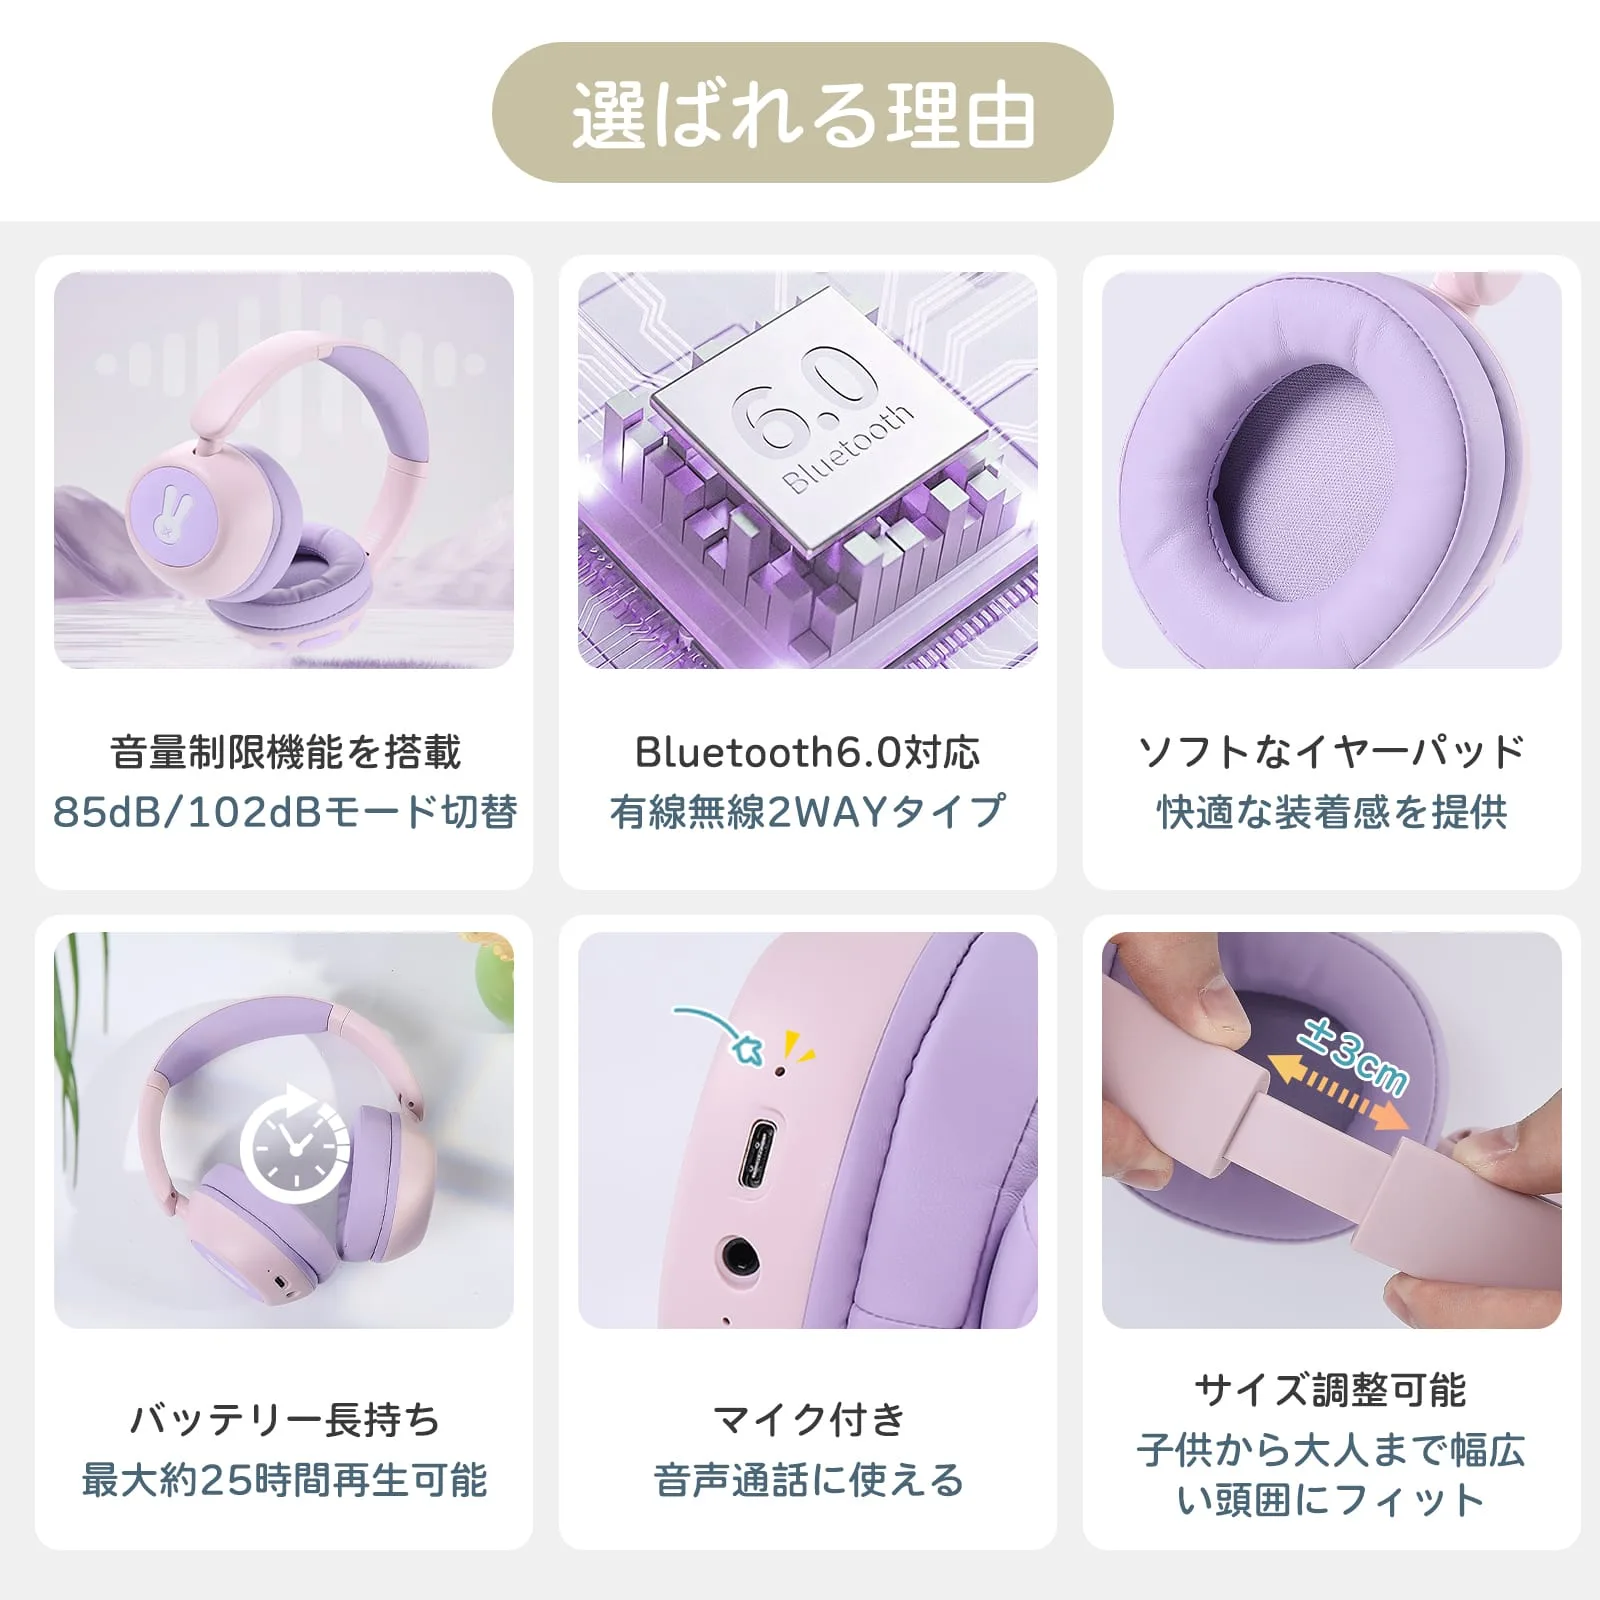 選ばれる理由
6.0
Bluetooth
音量制限機能を搭載
85dB/102dBモード切替
Bluetooth6.0対応
有線無線2WAYタイプ
ソフトなイヤーパッド
快適な装着感を提供
±3cm
バッテリー長持ち
最大約25時間再生可能
マイク付き
音声通話に使える
サイズ調整可能
子供から大人まで幅広
い頭囲にフィット